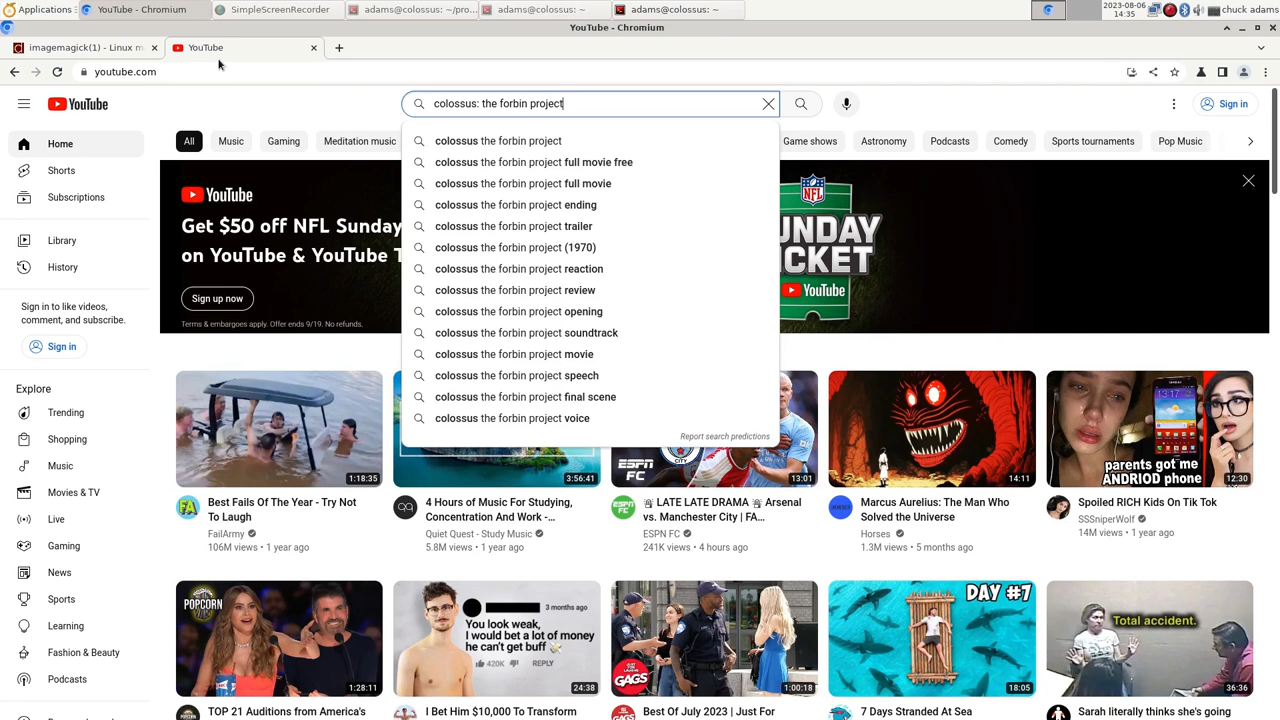 Applications
YouTube - Chromium
SimpleScreenRecorder
adams@colossus: ~/pro...
adams@colossus: ~
adams@colossus: ~
2023-08-06
14:35
chuck adams
YouTube - Chromium
imagemagick(1) - Linux m
YouTube
youtube.com
YouTube
colossus: the forbin project
Sign in
All
Music
Gaming
Meditation music
Game shows
Astronomy
Podcasts
Comedy
Sports tournaments
Pop Music
colossus the forbin project
colossus the forbin project full movie free
colossus the forbin project full movie
colossus the forbin project ending
colossus the forbin project trailer
colossus the forbin project (1970)
colossus the forbin project reaction
colossus the forbin project review
colossus the forbin project opening
colossus the forbin project soundtrack
colossus the forbin project movie
colossus the forbin project speech
colossus the forbin project final scene
colossus the forbin project voice
Report search predictions
Home
Shorts
Subscriptions
Library
History
Sign in to like videos,
comment, and subscribe.
Sign in
Explore
Trending
Shopping
Music
Movies & TV
Live
Gaming
News
Sports
Learning
Fashion & Beauty
Podcasts
YouTube
Get $50 off NFL Sunday
on YouTube & YouTube T
Sign up now
Terms & embargoes apply. Offer ends 9/19. No refunds.
NFL
UNDAY
ICKET
YouTube
1:18:35
Best Fails Of The Year - Try Not
To Laugh
FailArmy
106M views • 1 year ago
3:56:41
4 Hours of Music For Studying,
Concentration And Work -...
Quiet Quest - Study Music
5.8M views • 1 year ago
CITY
ESPN
FC
13:01
🚨 LATE LATE DRAMA 🚨 Arsenal
vs. Manchester City | FA...
ESPN FC
241K views • 4 hours ago
14:11
Marcus Aurelius: The Man Who
Solved the Universe
Horses
1.3M views • 5 months ago
13:17
parents got me
ANDRIOD phone
12:30
Spoiled RICH Kids On Tik Tok
SSSniperWolf
14M views • 1 year ago
POPCORN
1:28:11
TOP 21 Auditions from America's
3 months ago
You look weak,
I would bet a lot of money
he can't get buff
420K
REPLY
24:38
I Bet Him $10,000 To Transform
GAGS
1:00:18
Best Of July 2023 | Just For
DAY #7
18:05
7 Days Stranded At Sea
Total accident.
36:36
Sarah literally thinks she's going